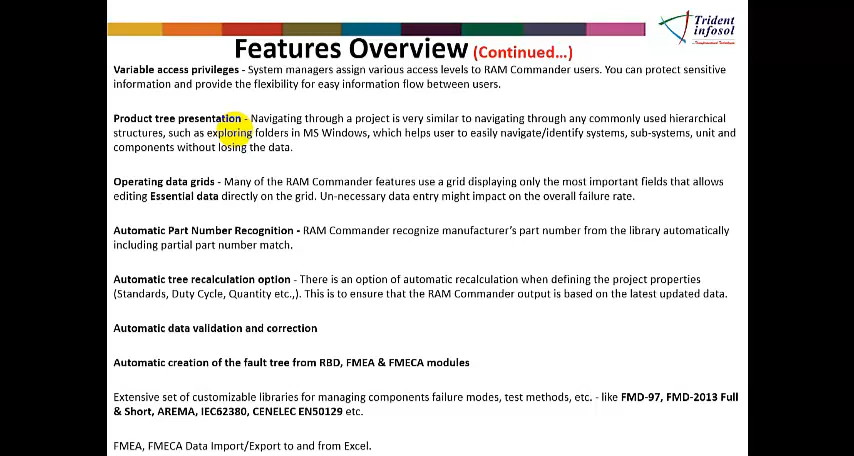 Trident
infosol
Features Overview (Continued...)
Variable access privileges - System managers assign various access levels to RAM Commander users. You can protect sensitive
information and provide the flexibility for easy information flow between users.
Product tree presentation - Navigating through a project is very similar to navigating through any commonly used hierarchical
structures, such as exploring folders in MS Windows, which helps user to easily navigate/identify systems, sub-systems, unit and
components without losing the data.
Operating data grids - Many of the RAM Commander features use a grid displaying only the most important fields that allows
editing Essential data directly on the grid. Un-necessary data entry might impact on the overall failure rate.
Automatic Part Number Recognition - RAM Commander recognize manufacturer's part number from the library automatically
including partial part number match.
Automatic tree recalculation option - There is an option of automatic recalculation when defining the project properties
(Standards, Duty Cycle, Quantity etc.,). This is to ensure that the RAM Commander output is based on the latest updated data.
Automatic data validation and correction
Automatic creation of the fault tree from RBD, FMEA & FMECA modules
Extensive set of customizable libraries for managing components failure modes, test methods, etc. - like FMD-97, FMD-2013 Full
& Short, AREMA, IEC62380, CENELEC EN50129 etc.
FMEA, FMECA Data Import/Export to and from Excel.